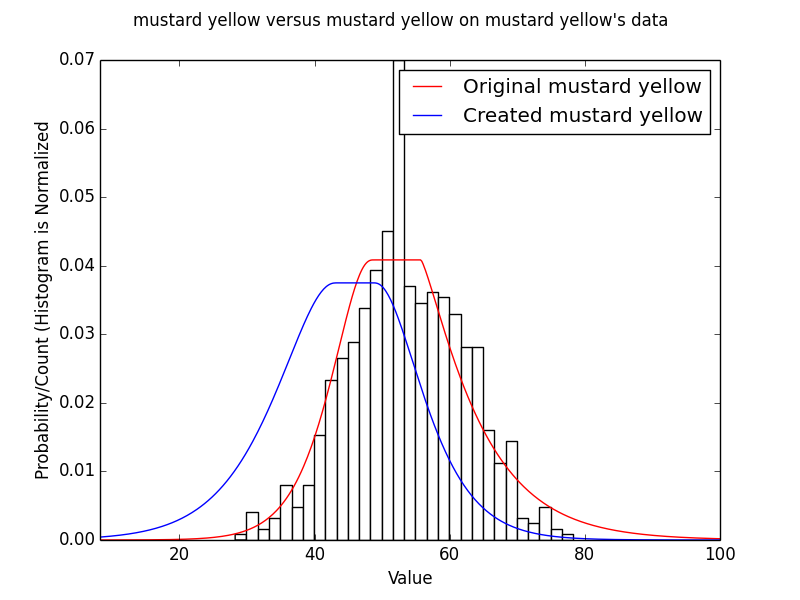 mustard yellow versus mustard yellow on mustard yellow's data
0.07
0.06
0.05
0.04
0.03
0.02
0.01
0.00
Probability/Count (Histogram is Normalized
Original mustard yellow
Created mustard yellow
20
40
60
80
100
Value